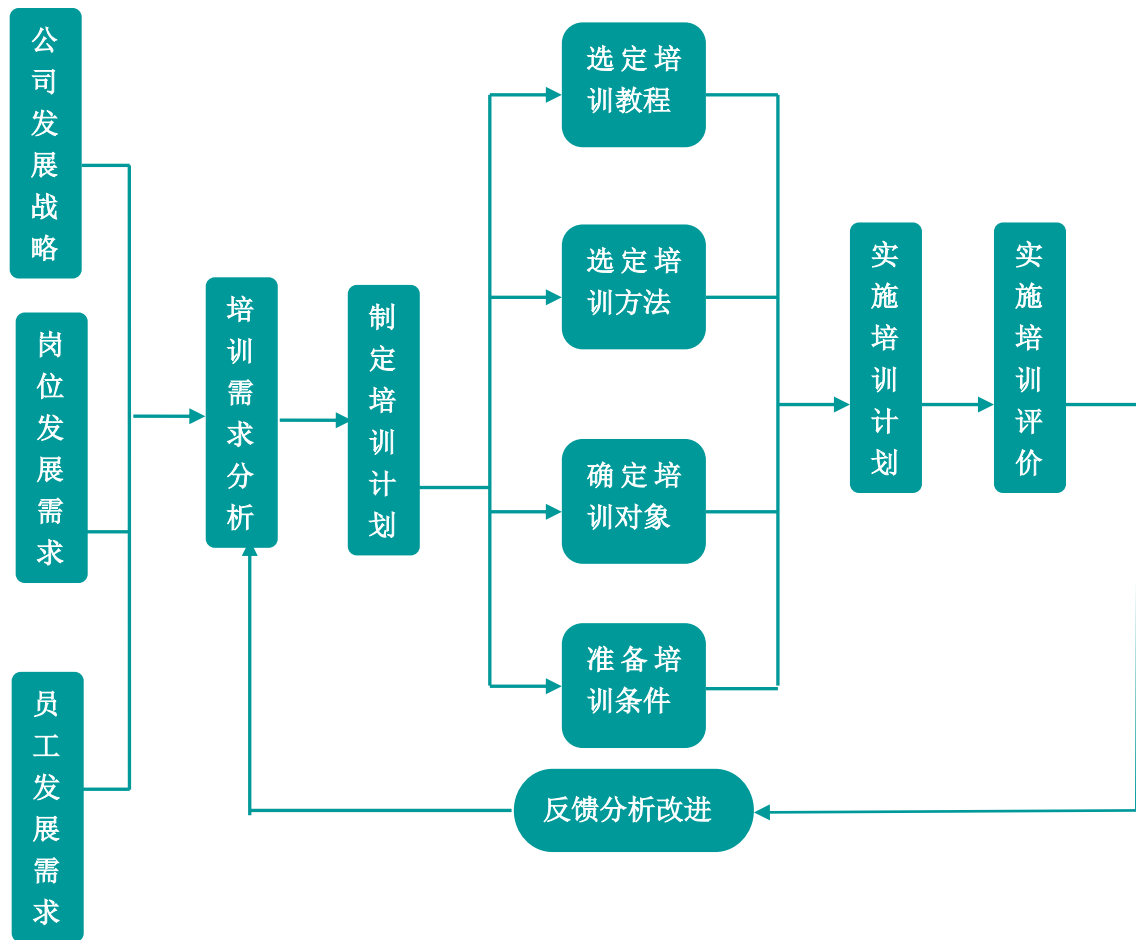 公司发展战略
岗位发展需求
员工发展需求
培训需求分析
制定培训计划
选定培
训教程
选定培
训方法
确定培
训对象
准备培
训条件
实施培训计划
实施培训评价
反馈分析改进